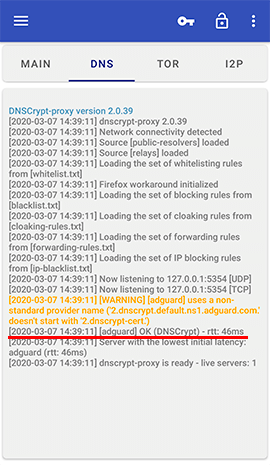 MAIN DNS TOR I2P
DNSCrypt-proxy version 2.0.39
[2020-03-07 14:39:11] dnscrypt-proxy 2.0.39
[2020-03-07 14:39:11] Network connectivity detected
[2020-03-07 14:39:11] Source [public-resolvers] loaded
[2020-03-07 14:39:11] Source [relays] loaded
[2020-03-07 14:39:11] Loading the set of whitelisting rules
from [whitelist.txt]
[2020-03-07 14:39:11] Firefox workaround initialized
[2020-03-07 14:39:11] Loading the set of blocking rules from
[blacklist.txt]
[2020-03-07 14:39:11] Loading the set of cloaking rules from
[cloaking-rules.txt]
[2020-03-07 14:39:11] Loading the set of forwarding rules
from [forwarding-rules.txt]
[2020-03-07 14:39:11] Loading the set of IP blocking rules
from [ip-blacklist.txt]
[2020-03-07 14:39:11] Now listening to 127.0.0.1:5354 [UDP]
[2020-03-07 14:39:11] Now listening to 127.0.0.1:5354 [TCP]
[2020-03-07 14:39:11] [WARNING] [adguard] uses a non-
standard provider name ('2.dnscrypt.default.ns1.adguard.com.'
doesn't start with '2.dnscrypt-cert.')
[2020-03-07 14:39:11] [adguard] OK (DNSCrypt) - rtt: 46ms
[2020-03-07 14:39:11] Server with the lowest initial latency:
adguard (rtt: 46ms)
[2020-03-07 14:39:11] dnscrypt-proxy is ready - live servers: 1